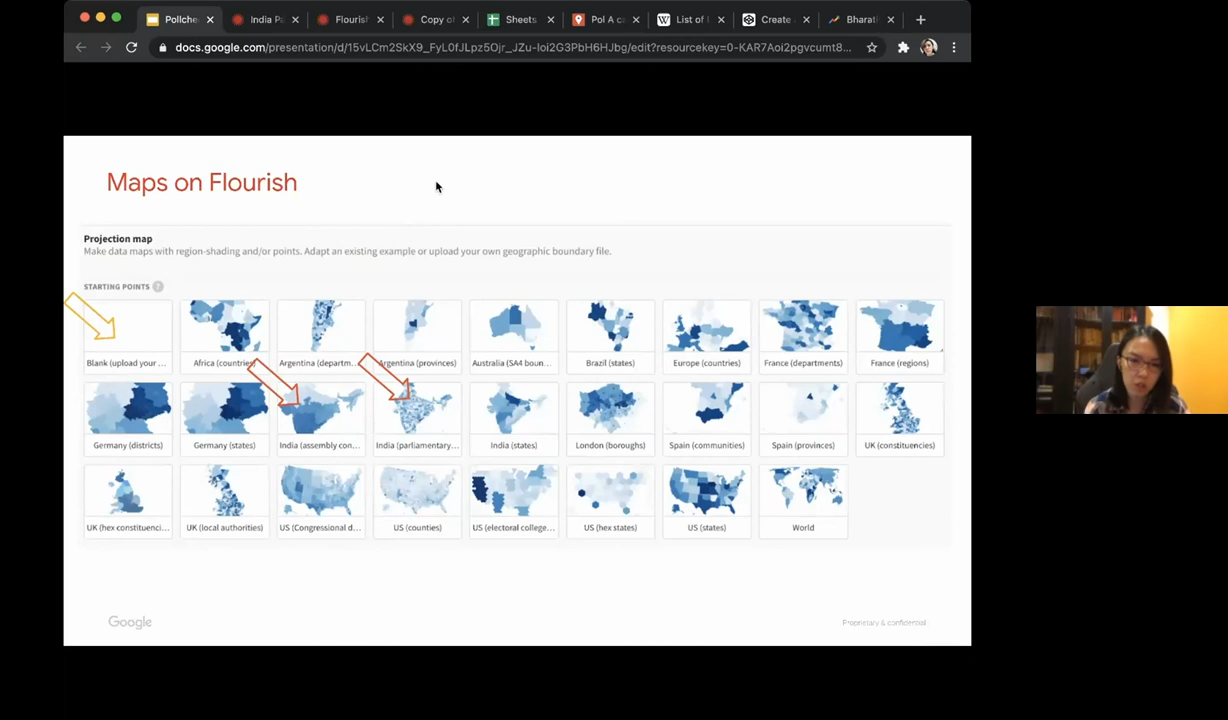 Pollche × India Pa × Flouris × Copy o × Sheets × Pol A c × List of × Create × Bharati × +
docs.google.com/presentation/d/15vLCm2SkX9_FyL0fJLpz5Ojr_JZu-Ioi2G3PbH6HJbg/edit?resourcekey=0-KAR7Aoi2pgvcumt8...
Maps on Flourish
Projection map
Make data maps with region-shading and/or points. Adapt an existing example or upload your own geographic boundary file.
STARTING POINTS ?
Blank (upload your ... Africa (countries) Argentina (departm... Argentina (provinces) Australia (SA4 boun... Brazil (states) Europe (countries) France (departments) France (regions)
Germany (districts) Germany (states) India (assembly con... India (parliamentary... India (states) London (boroughs) Spain (communities) Spain (provinces) UK (constituencies)
UK (hex constituenci... UK (local authorities) US (Congressional d... US (counties) US (electoral college... US (hex states) US (states) World
Google
Proprietary & confidential